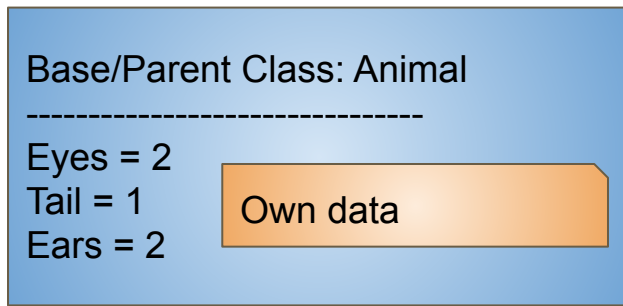 Base/Parent Class: Animal
--------------------------------
Eyes = 2
Tail = 1
Ears = 2
Own data